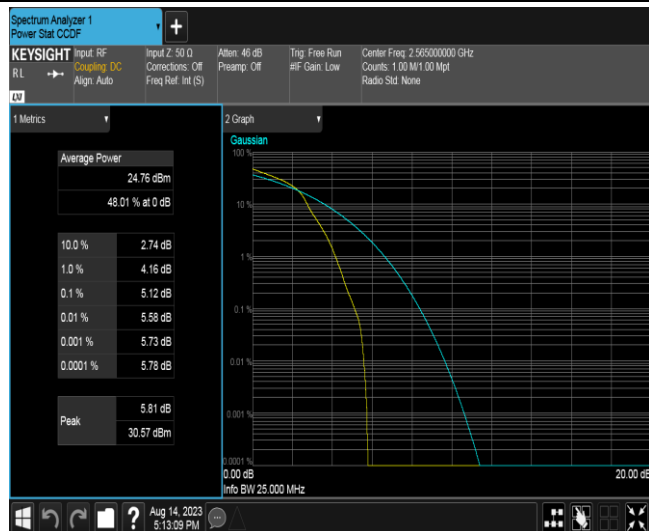 Spectrum Analyzer 1
Power Stat CCDF
+
KEYSIGHT
RL
Input: RF
Coupling: DC
Align: Auto
Input Z: 50 Ω
Corrections: Off
Freq Ref: Int (S)
Atten: 46 dB
Preamp: Off
Trig: Free Run
#IF Gain: Low
Center Freq: 2.565000000 GHz
Counts: 1.00 M/1.00 Mpt
Radio Std: None
1 Metrics
Average Power
24.76 dBm
48.01 % at 0 dB
10.0 % 2.74 dB
1.0 % 4.16 dB
0.1 % 5.12 dB
0.01 % 5.58 dB
0.001 % 5.73 dB
0.0001 % 5.78 dB
Peak
5.81 dB
30.57 dBm
2 Graph
Gaussian
100 %
10 %
1 %
0.1 %
0.01 %
0.001 %
0.0001 %
0.00 dB 20.00 dB
Info BW 25.000 MHz
?
Aug 14, 2023
5:13:09 PM